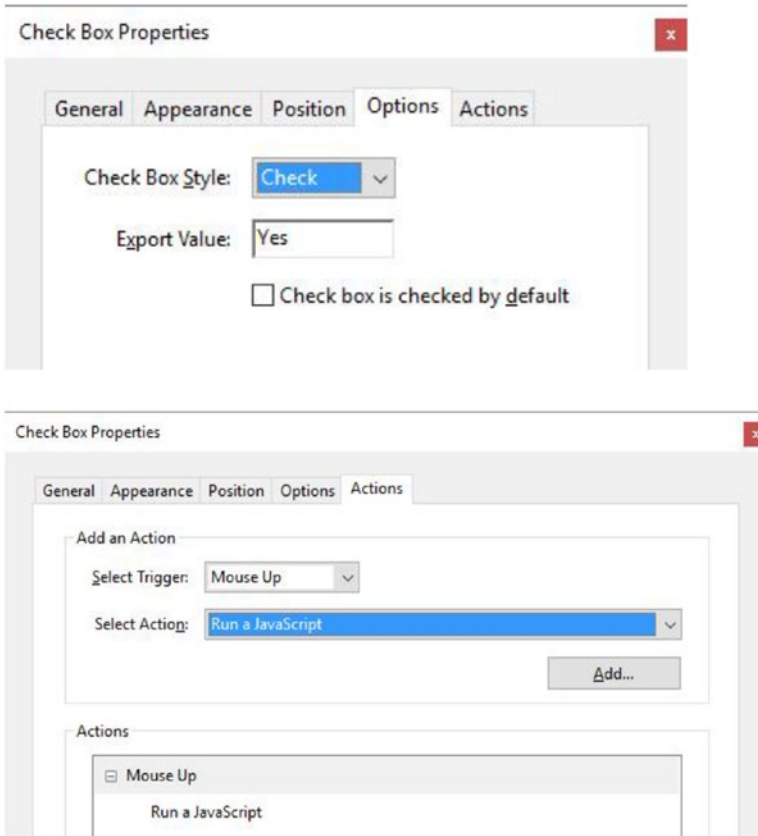 Check Box Properties
x
General Appearance Position Options Actions
Check Box Style: Check
Export Value: Yes
Check box is checked by default
Check Box Properties
x
General Appearance Position Options Actions
Add an Action
Select Trigger: Mouse Up
Select Action: Run a JavaScript
Add...
Actions
Mouse Up
Run a JavaScript